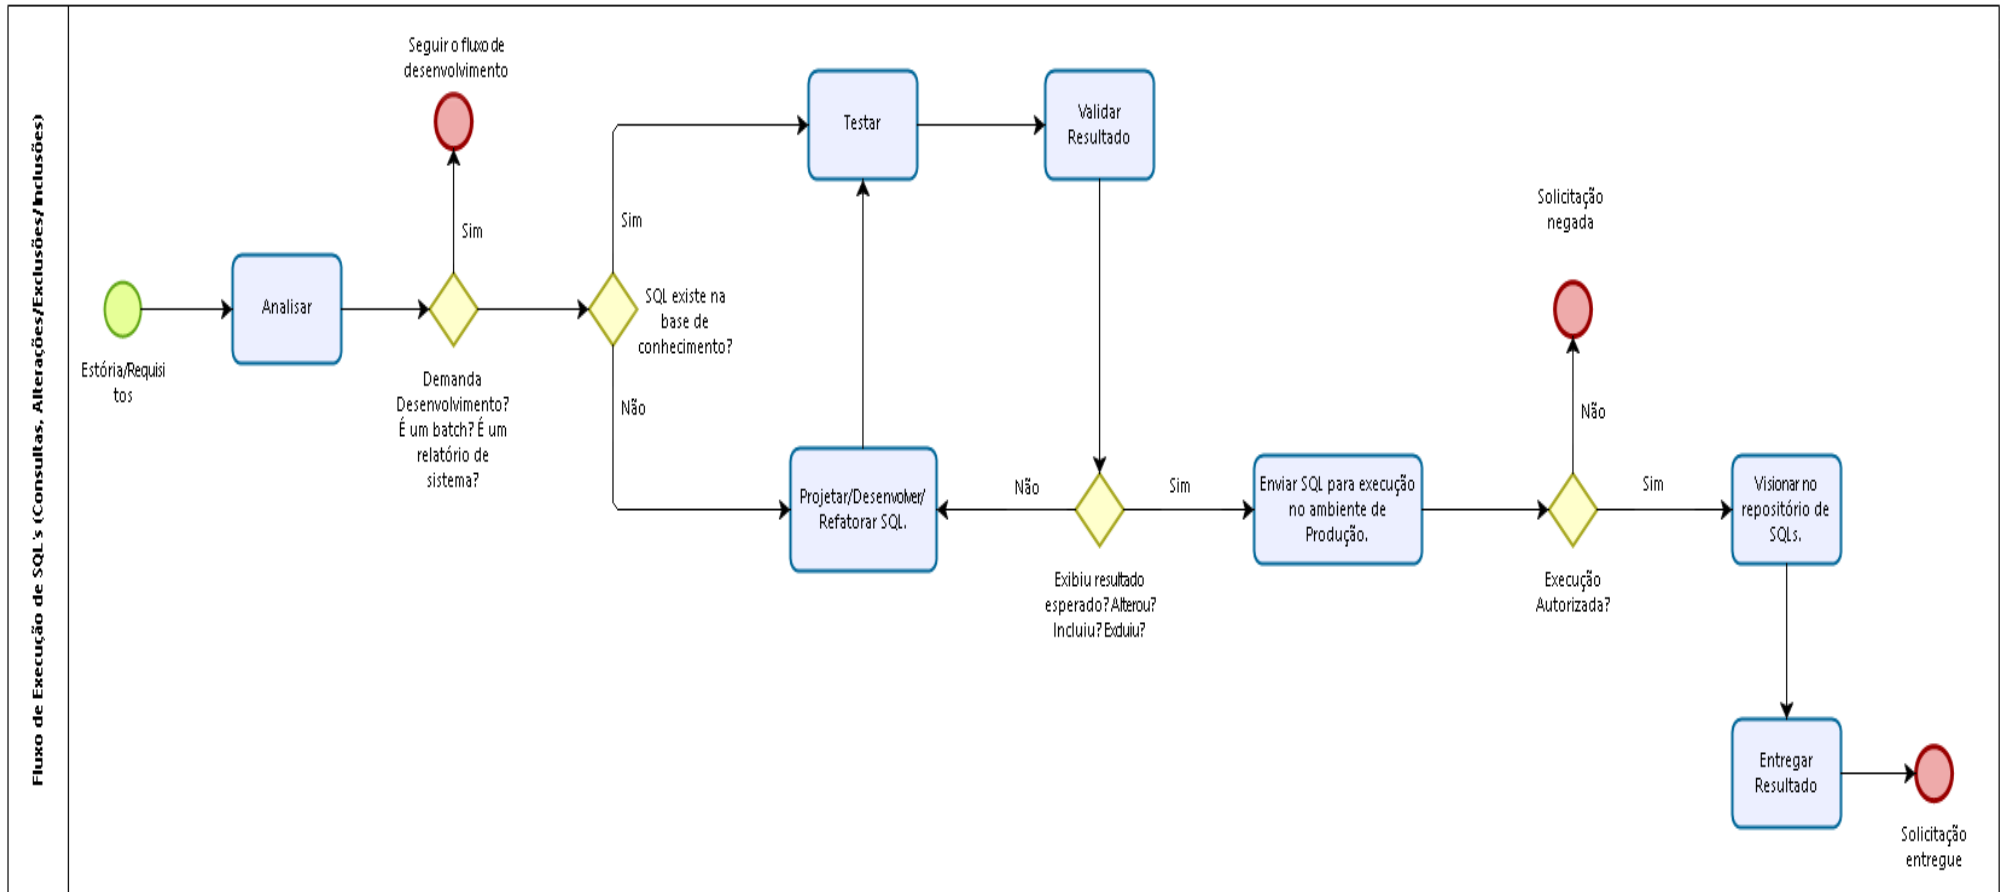 Fluxo de Execução de SQL's (Consultas, Alterações/Exclusões/Inclusões)
Estória/Requisi
tos
Analisar
Seguir o fluxo de
desenvolvimento
Sim
Demanda
Desenvolvimento?
É um batch? É um
relatório de
sistema?
Sim
SQL existe na
base de
conhecimento?
Não
Testar
Validar
Resultado
Projetar/Desenvolver/
Refatorar SQL.
Não
Sim
Exibiu resultado
esperado? Alterou?
Incluiu? Excluiu?
Enviar SQL para execução
no ambiente de
Produção.
Solicitação
negada
Não
Sim
Execução
Autorizada?
Visionar no
repositório de
SQLs.
Entregar
Resultado
Solicitação
entregue